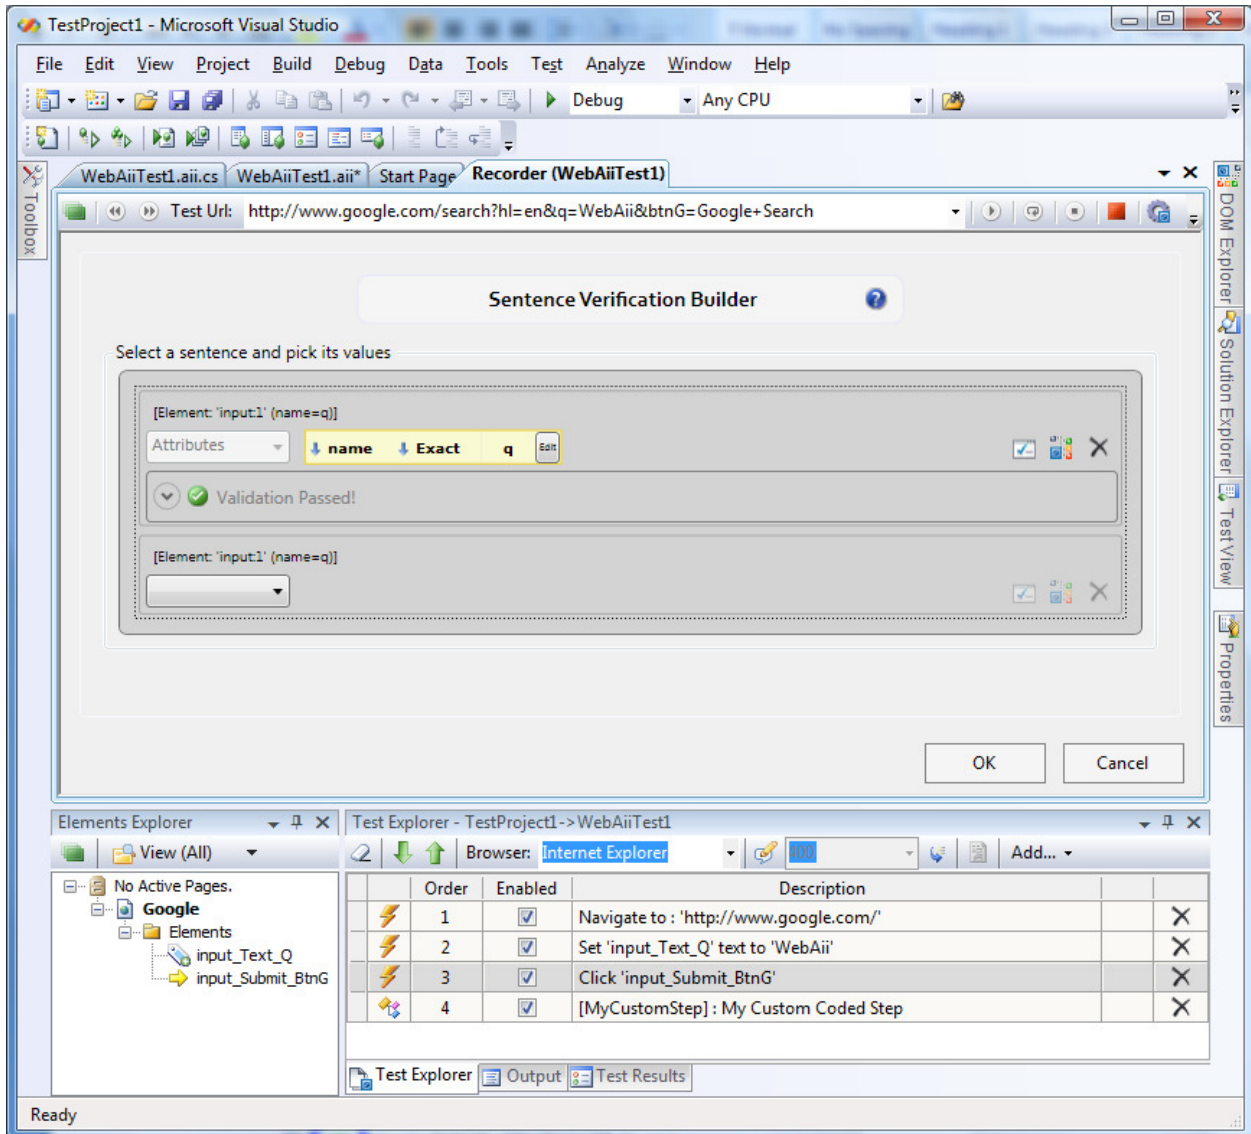 TestProject1 - Microsoft Visual Studio
File Edit View Project Build Debug Data Tools Test Analyze Window Help
Debug Any CPU
WebAiiTest1.aii.cs WebAiiTest1.aii* Start Page Recorder (WebAiiTest1)
Toolbox
Test Url: http://www.google.com/search?hl=en&q=WebAii&btnG=Google+Search
DOM Explorer
Solution Explorer
Test View
Properties
Sentence Verification Builder
Select a sentence and pick its values
[Element: 'input:1' (name=q)]
Attributes name Exact q Edit
Validation Passed!
[Element: 'input:1' (name=q)]
OK Cancel
Elements Explorer
View (All)
No Active Pages.
Google
Elements
input_Text_Q
input_Submit_BtnG
Test Explorer - TestProject1->WebAiiTest1
Browser: Internet Explorer 400 Add...
Order Enabled Description
1 Navigate to : 'http://www.google.com/'
2 Set 'input_Text_Q' text to 'WebAii'
3 Click 'input_Submit_BtnG'
4 [MyCustomStep] : My Custom Coded Step
Test Explorer Output Test Results
Ready